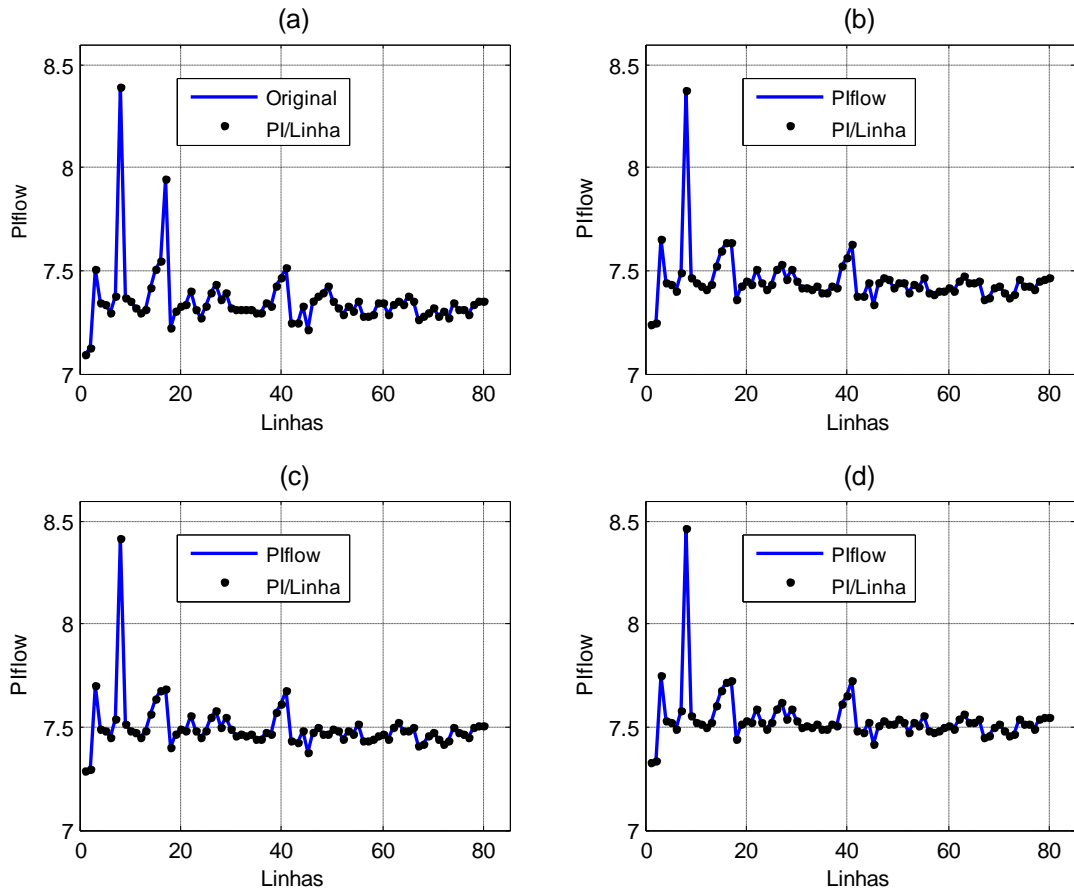 (a)
8.5
8
7.5
7
PIflow
Original
PI/Linha
0 20 40 60 80
Linhas
(b)
8.5
8
7.5
7
PIflow
PIflow
PI/Linha
0 20 40 60 80
Linhas
(c)
8.5
8
7.5
7
PIflow
PIflow
PI/Linha
0 20 40 60 80
Linhas
(d)
8.5
8
7.5
7
PIflow
PIflow
PI/Linha
0 20 40 60 80
Linhas